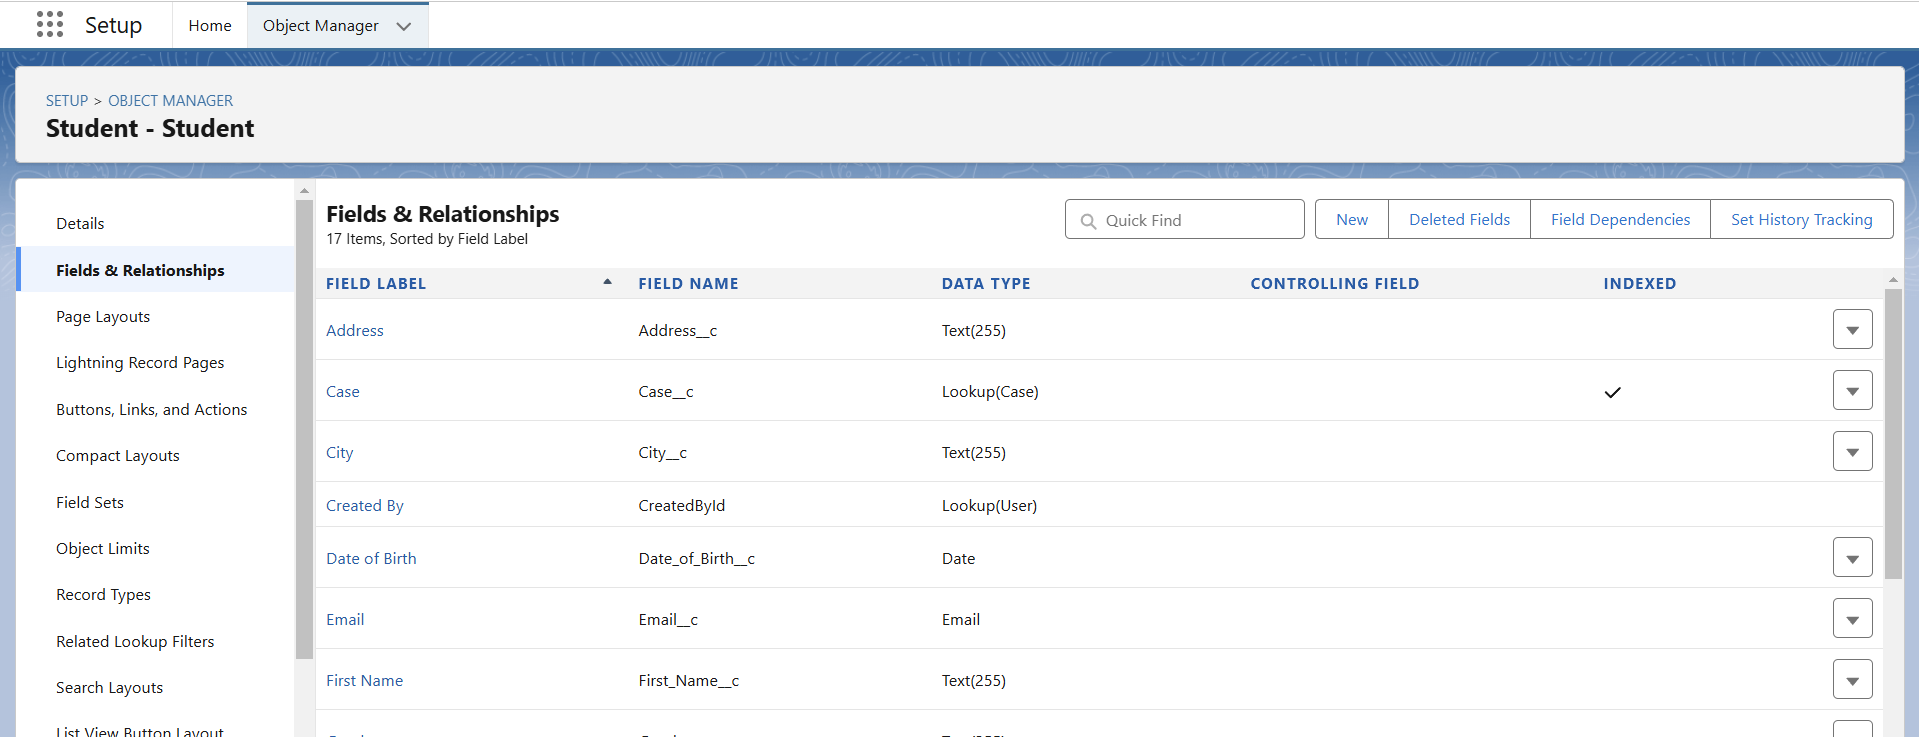 Setup
Home
Object Manager
SETUP > OBJECT MANAGER
Student - Student
Details
Fields & Relationships
Page Layouts
Lightning Record Pages
Buttons, Links, and Actions
Compact Layouts
Field Sets
Object Limits
Record Types
Related Lookup Filters
Search Layouts
List View Button Layout
Fields & Relationships
17 Items, Sorted by Field Label
Quick Find
New
Deleted Fields
Field Dependencies
Set History Tracking
FIELD LABEL FIELD NAME DATA TYPE CONTROLLING FIELD INDEXED
Address Address__c Text(255)
Case Case__c Lookup(Case)
City City__c Text(255)
Created By CreatedById Lookup(User)
Date of Birth Date_of_Birth__c Date
Email Email__c Email
First Name First_Name__c Text(255)